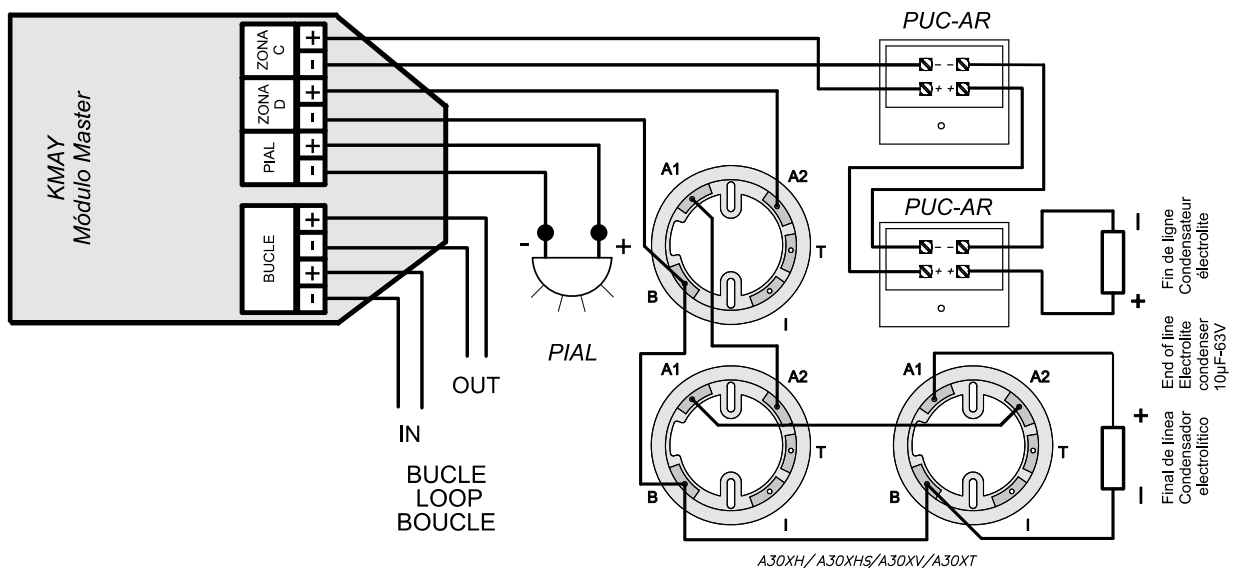 KMAY
Módulo Master
ZONA
C
+
-
ZONA
D
+
-
PIAL
+
-
BUCLE
+
-
+
-
OUT
IN
BUCLE
LOOP
BOUCLE
- +
PIAL
PUC-AR
- -
+ +
PUC-AR
- -
+ +
A1
A2
T
B
I
A1
A2
T
B
I
A1
A2
T
B
I
A30XH/A30XHS/A30XV/A30XT
-
+
+
-
Fin de ligne
Condensateur
électrolite
End of line
Electrolite
condenser
10µF-63V
Final de línea
Condensador
electrolítico